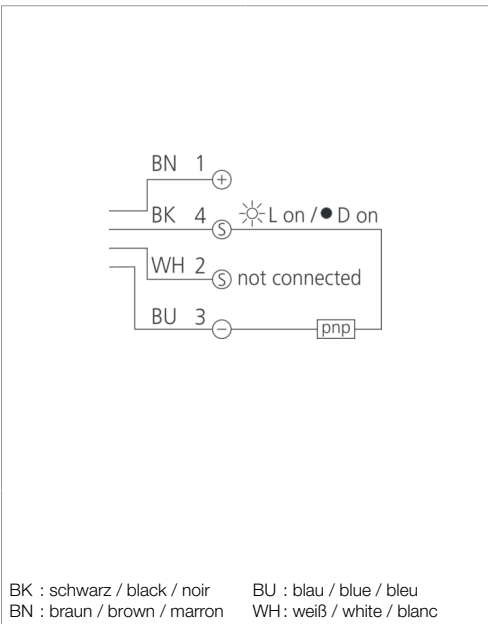 BN 1 +
BK 4 S L on / ● D on
WH 2 S not connected
BU 3 − pnp
BK : schwarz / black / noir BU : blau / blue / bleu
BN : braun / brown / marron WH : weiß / white / blanc